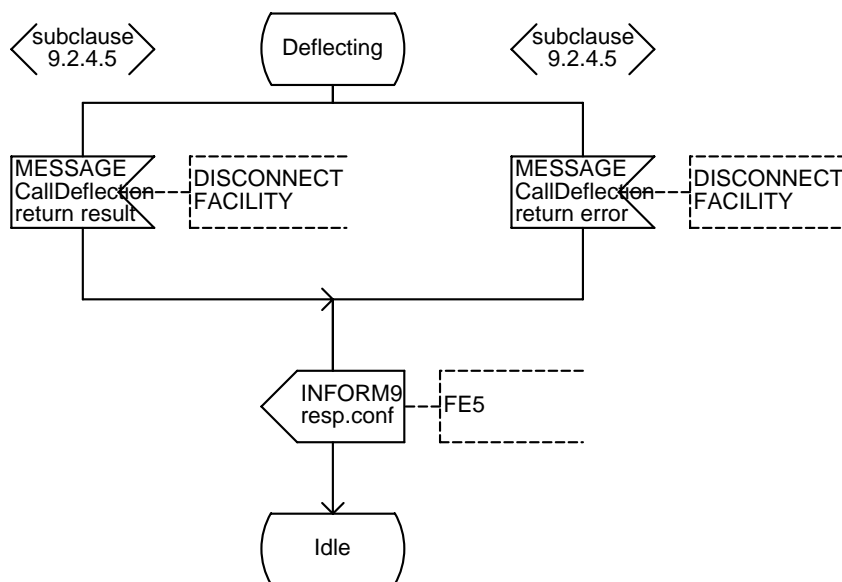 subclause
9.2.4.5
Deflecting
subclause
9.2.4.5
MESSAGE
CallDeflection
return result
DISCONNECT
FACILITY
MESSAGE
CallDeflection
return error
DISCONNECT
FACILITY
INFORM9
resp.conf
FE5
Idle